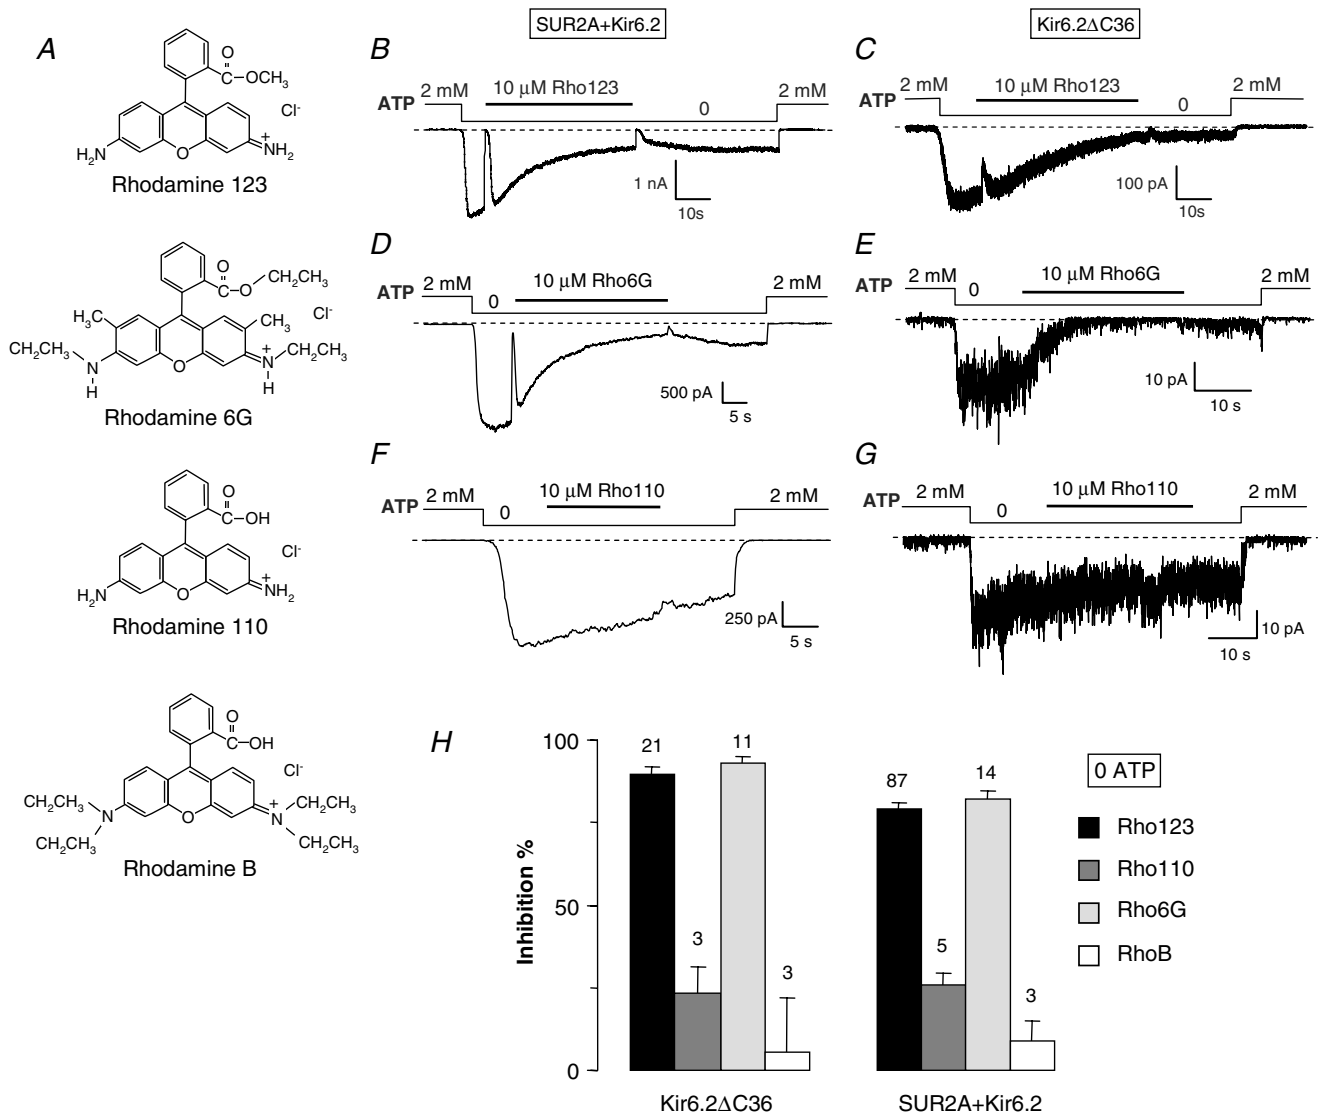 SUR2A+Kir6.2
Kir6.2ΔC36
A
O
C
OCH3
Cl-
H2N
O
+
NH2
Rhodamine 123
O
C
O
CH2CH3
H3C
CH3
Cl-
CH2CH3
N
H
O
+
N
H
CH2CH3
Rhodamine 6G
O
C
OH
Cl-
H2N
O
+
NH2
Rhodamine 110
O
C
OH
Cl-
CH2CH3
N
CH2CH3
O
+
N
CH2CH3
CH2CH3
Rhodamine B
B
2 mM
10 µM Rho123
2 mM
ATP
0
1 nA
10s
C
2 mM
10 µM Rho123
2 mM
ATP
0
100 pA
10s
D
2 mM
10 µM Rho6G
2 mM
ATP
0
500 pA
5 s
E
2 mM
10 µM Rho6G
2 mM
ATP
0
10 pA
10 s
F
2 mM
10 µM Rho110
2 mM
ATP
0
250 pA
5 s
G
2 mM
10 µM Rho110
2 mM
ATP
0
10 pA
10 s
H
Inhibition %
100
50
0
21
3
11
3
87
5
14
3
Kir6.2ΔC36
SUR2A+Kir6.2
0 ATP
Rho123
Rho110
Rho6G
RhoB